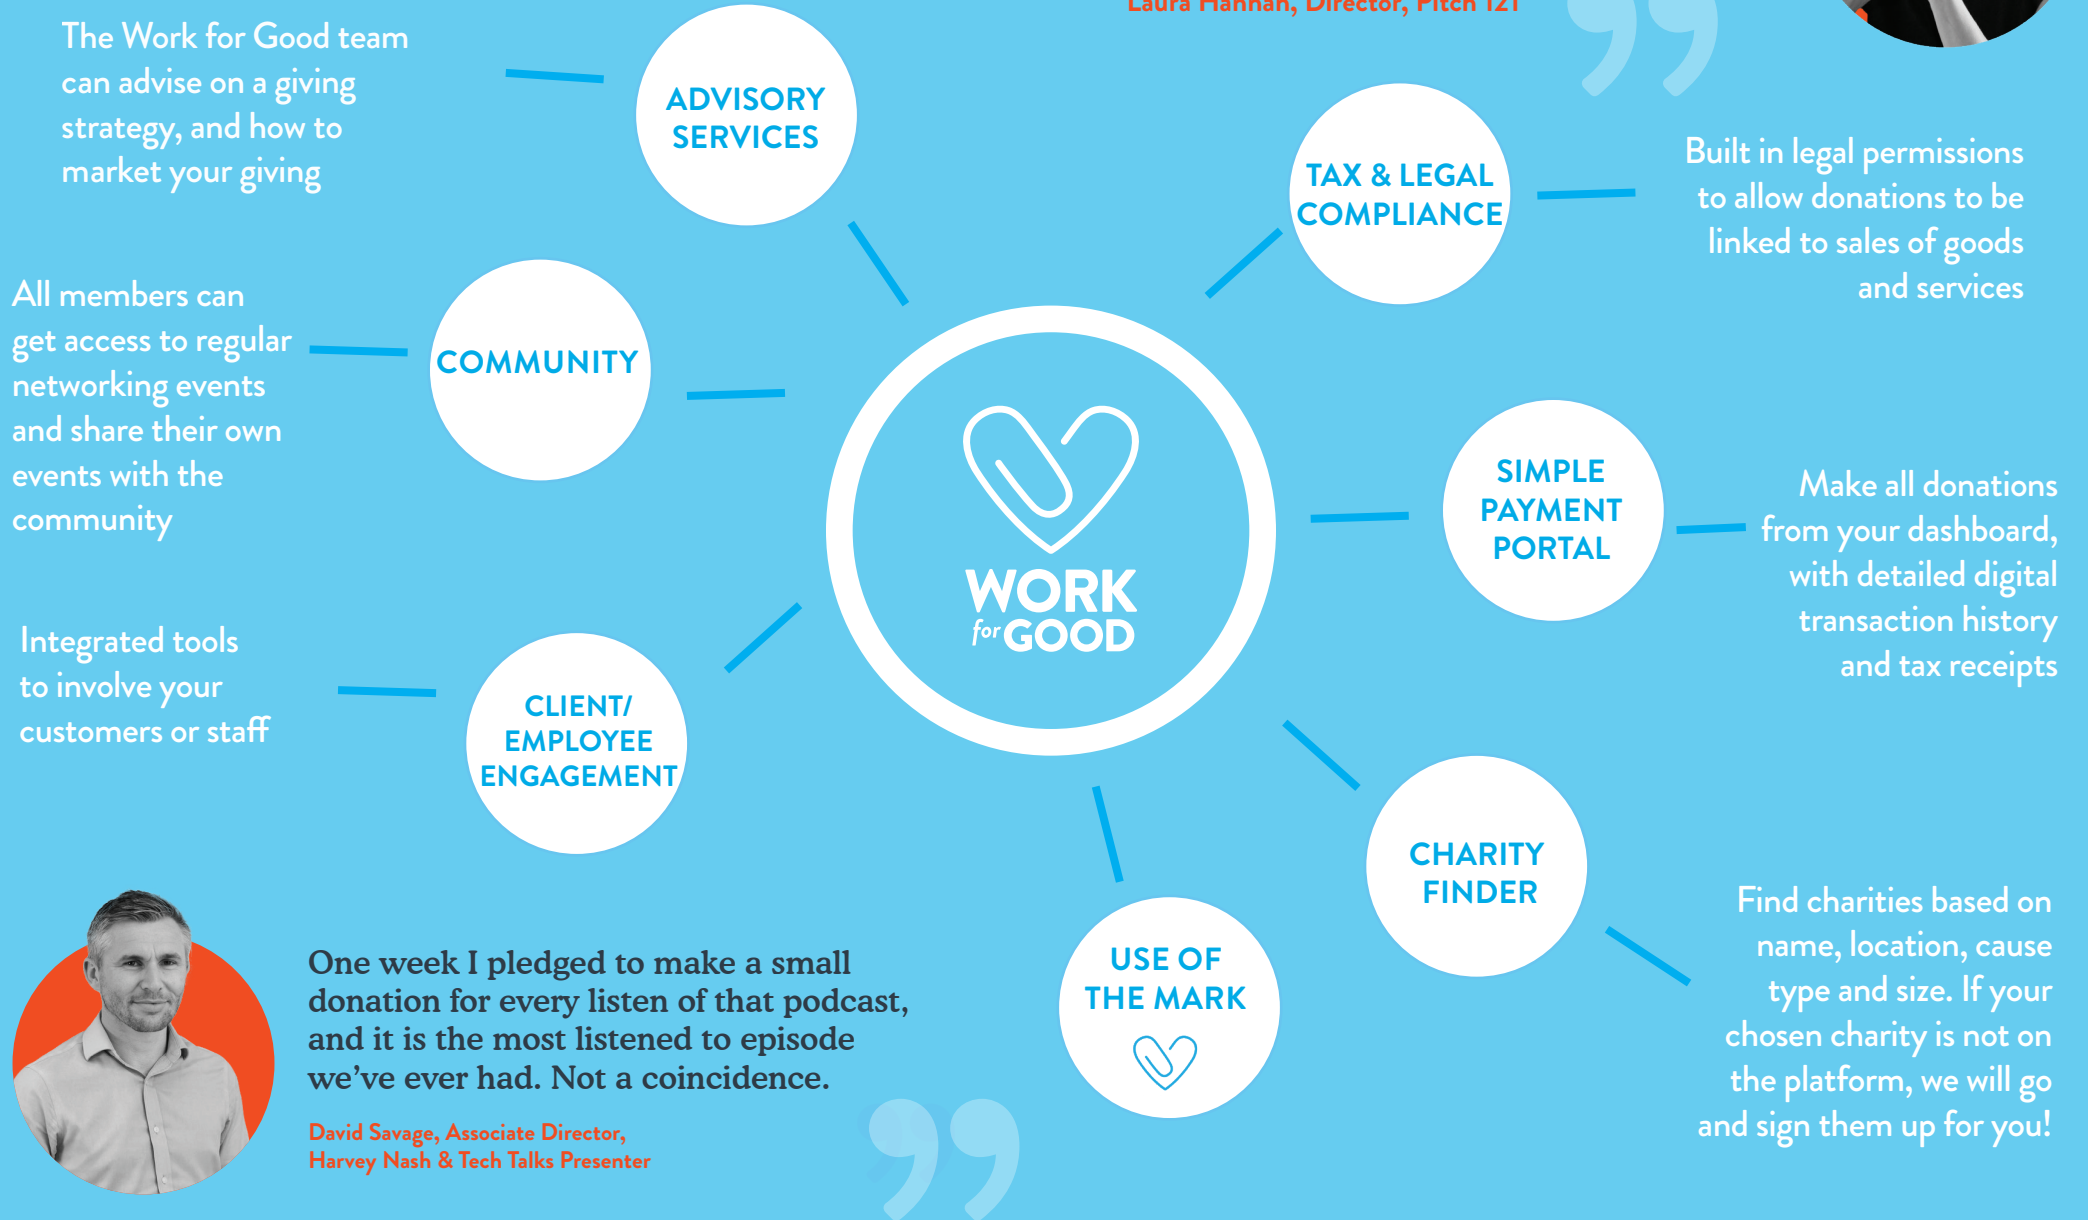 Laura Hannah, Director, Pitch 121
The Work for Good team
can advise on a giving
strategy, and how to
market your giving
ADVISORY
SERVICES
TAX & LEGAL
COMPLIANCE
Built in legal permissions
to allow donations to be
linked to sales of goods
and services
All members can
get access to regular
networking events
and share their own
events with the
community
COMMUNITY
WORK
for GOOD
SIMPLE
PAYMENT
PORTAL
Make all donations
from your dashboard,
with detailed digital
transaction history
and tax receipts
Integrated tools
to involve your
customers or staff
CLIENT/
EMPLOYEE
ENGAGEMENT
CHARITY
FINDER
Find charities based on
name, location, cause
type and size. If your
chosen charity is not on
the platform, we will go
and sign them up for you!
USE OF
THE MARK
One week I pledged to make a small
donation for every listen of that podcast,
and it is the most listened to episode
we've ever had. Not a coincidence.
David Savage, Associate Director,
Harvey Nash & Tech Talks Presenter
”
”